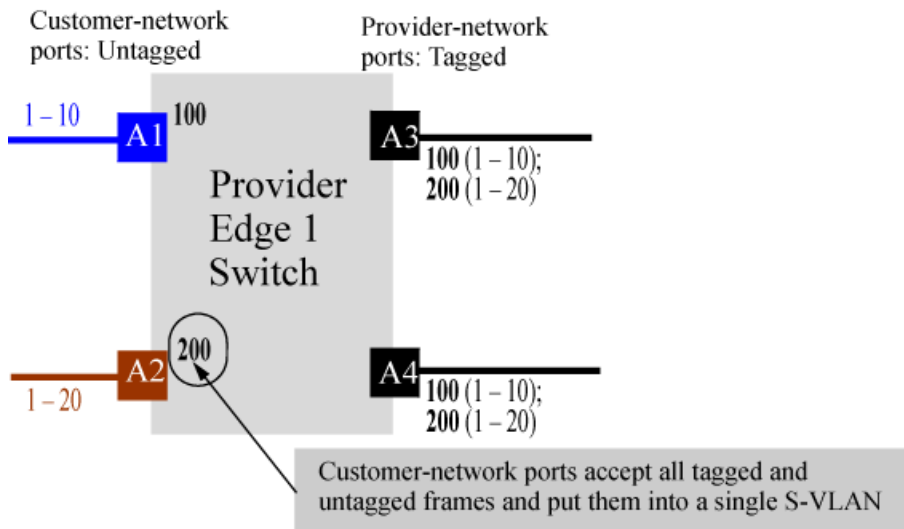 Customer-network
ports: Untagged
Provider-network
ports: Tagged
1 – 10
A1
100
A3
100 (1 – 10);
200 (1 – 20)
Provider
Edge 1
Switch
200
A2
1 – 20
A4
100 (1 – 10);
200 (1 – 20)
Customer-network ports accept all tagged and
untagged frames and put them into a single S-VLAN